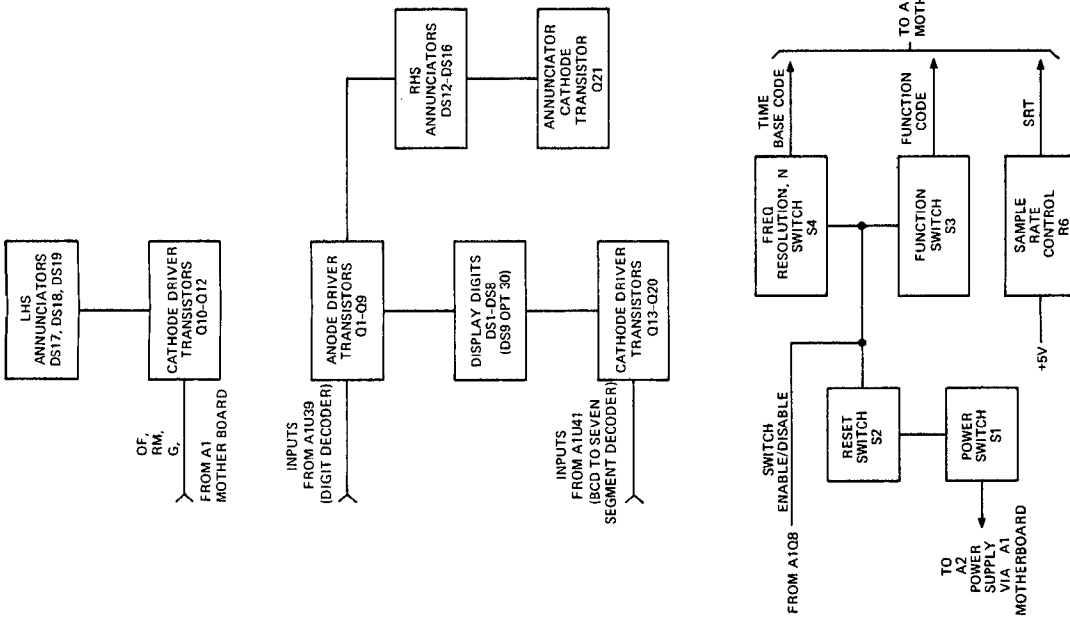 LHS
ANNUNCIATORS
DS17, DS18, DS19
CATHODE DRIVER
TRANSISTORS
Q10-Q12
OF,
RM,
G,
FROM A1
MOTHER BOARD
RHS
ANNUNCIATORS
DS12-DS16
ANNUNCIATOR
CATHODE
TRANSISTOR
Q21
ANODE DRIVER
TRANSISTORS
Q1-Q9
INPUTS
FROM A1U39
(DIGIT DECODER)
DISPLAY DIGITS
DS1-DS8
(DS9 OPT 30)
CATHODE DRIVER
TRANSISTORS
Q13-Q20
INPUTS
FROM A1U41
(BCD TO SEVEN
SEGMENT DECODER)
TO A
MOTH
TIME
BASE CODE
FREQ
RESOLUTION, N
SWITCH
S4
FUNCTION
CODE
FUNCTION
SWITCH
S3
SRT
SAMPLE
RATE
CONTROL
R6
+5V
SWITCH
ENABLE/DISABLE
FROM A1Q8
RESET
SWITCH
S2
POWER
SWITCH
S1
TO
A2
POWER
SUPPLY
VIA A1
MOTHERBOARD